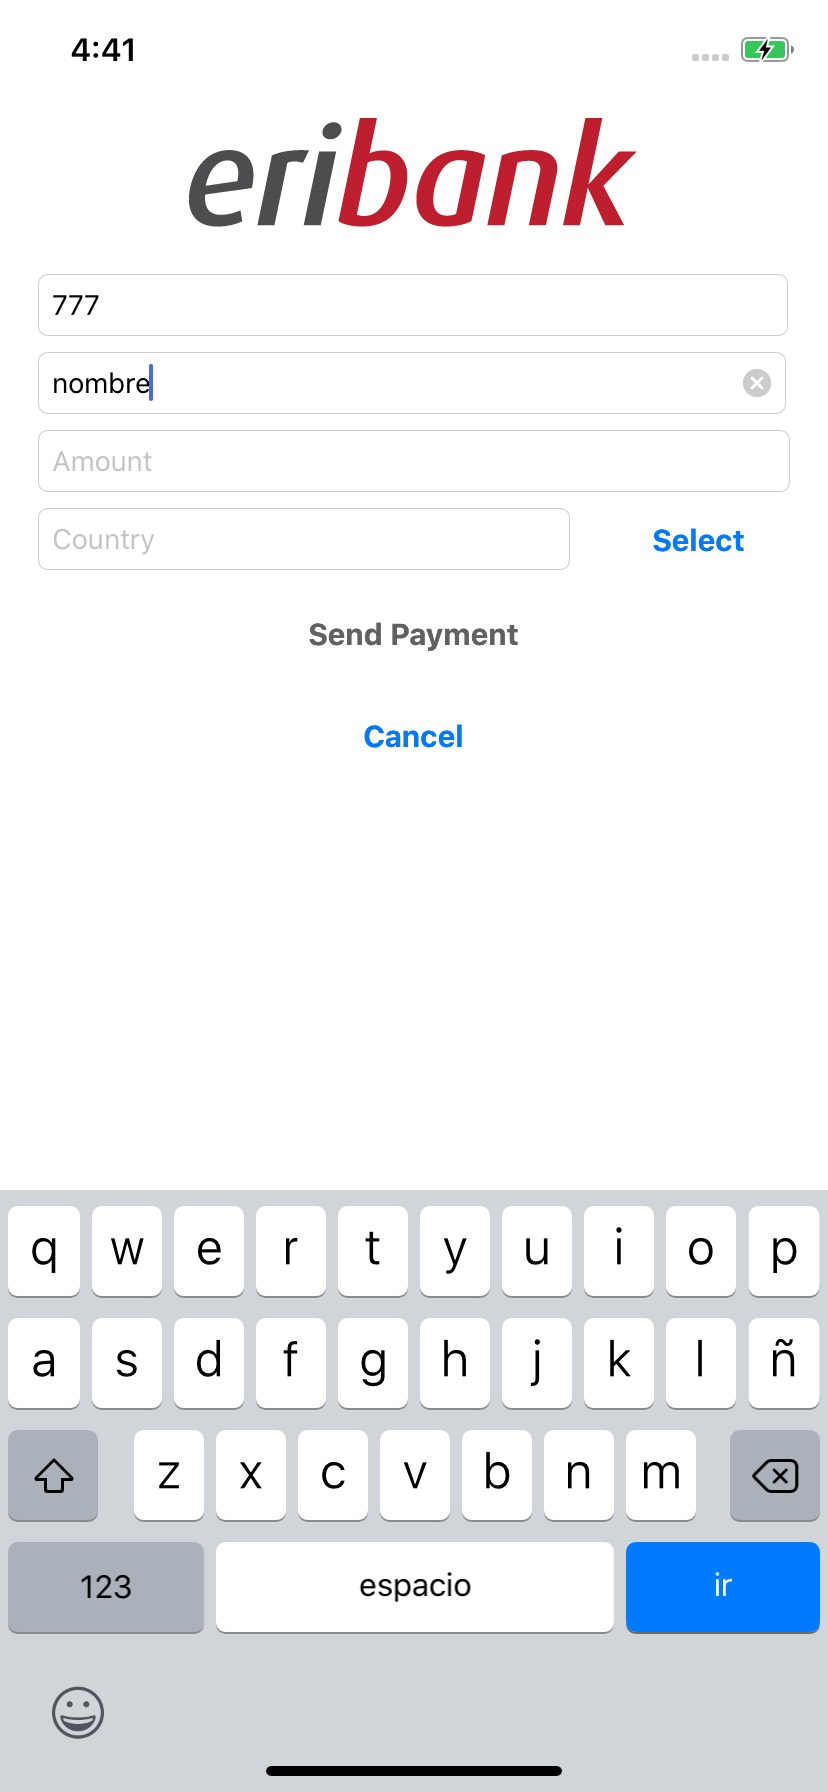 4:41
eribank
777
nombre
Amount
Country
Select
Send Payment
Cancel
q w e r t y u i o p
a s d f g h j k l ñ
z x c v b n m
123 espacio ir